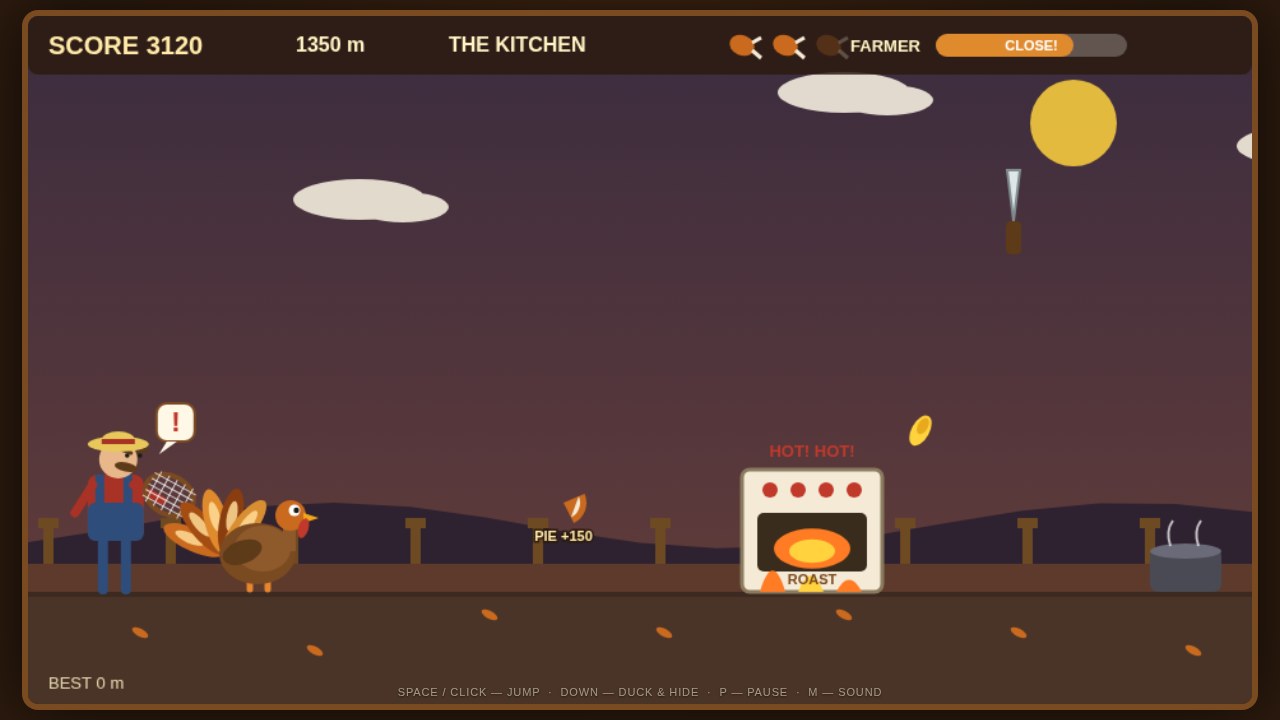 SCORE 3120
1350 m
THE KITCHEN
FARMER
CLOSE!
!
HOT! HOT!
PIE +150
ROAST
BEST 0 m
SPACE / CLICK — JUMP · DOWN — DUCK & HIDE · P — PAUSE · M — SOUND